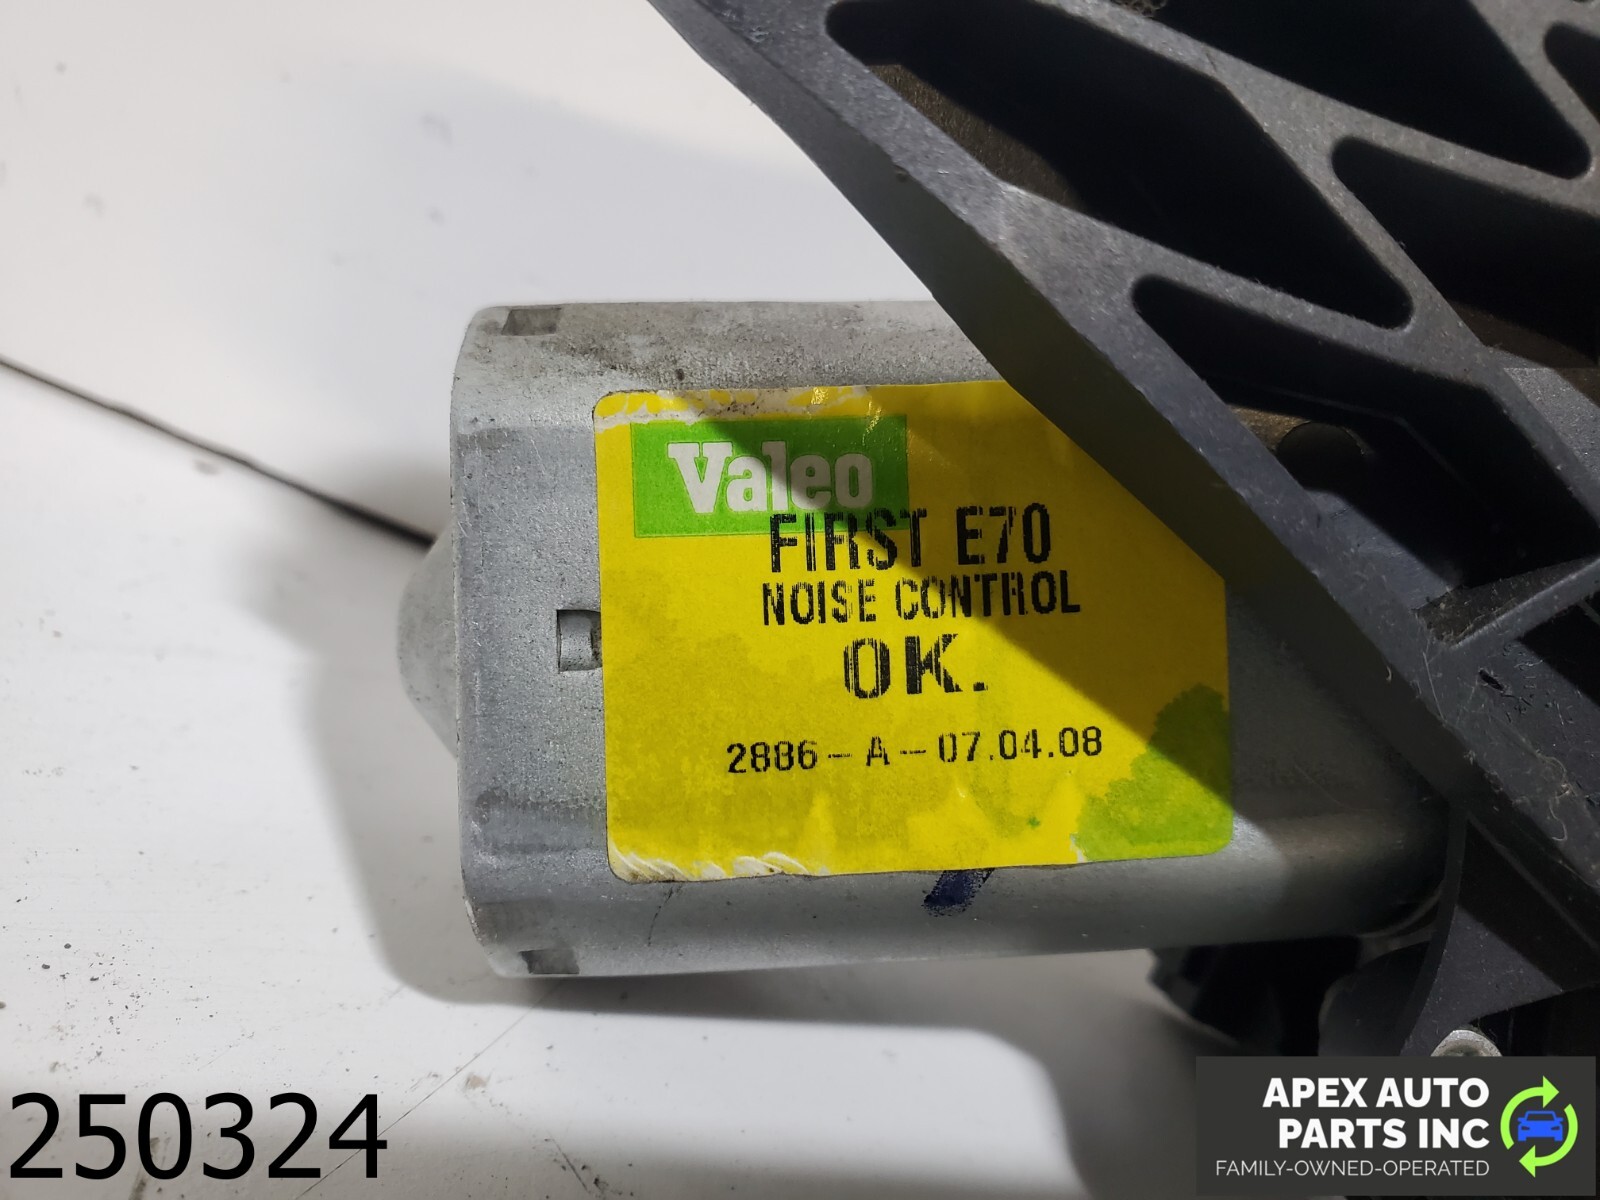 Valeo
FIRST E70
NOISE CONTROL
OK.
2886-A-07.04.08
250324
APEX AUTO
PARTS INC
FAMILY-OWNED-OPERATED